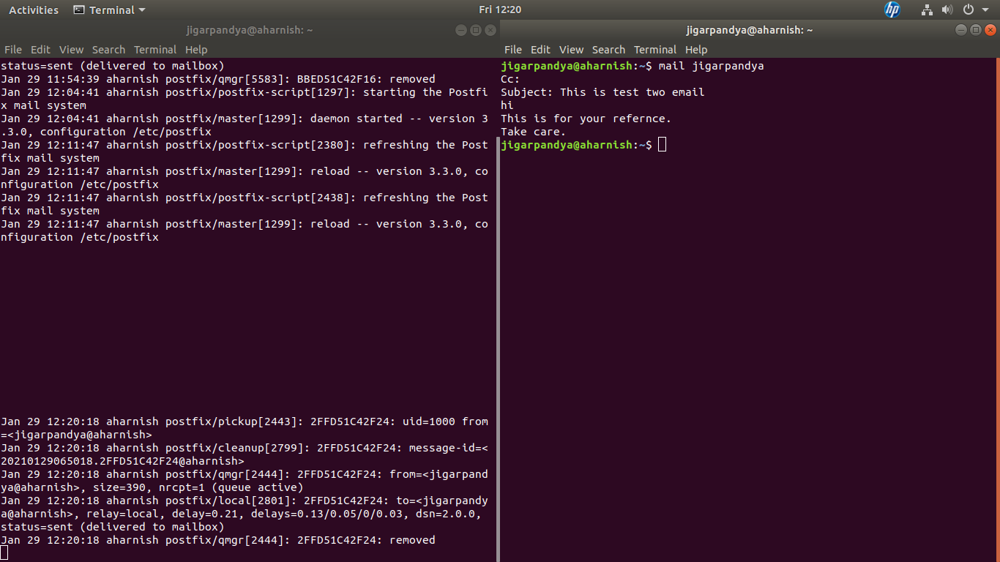 Activities Terminal Fri 12:20 hp
jigarpandya@aharnish: ~
File Edit View Search Terminal Help
status=sent (delivered to mailbox)
Jan 29 11:54:39 aharnish postfix/qmgr[5583]: BBED51C42F16: removed
Jan 29 12:04:41 aharnish postfix/postfix-script[1297]: starting the Postfi
x mail system
Jan 29 12:04:41 aharnish postfix/master[1299]: daemon started -- version 3
.3.0, configuration /etc/postfix
Jan 29 12:11:47 aharnish postfix/postfix-script[2380]: refreshing the Post
fix mail system
Jan 29 12:11:47 aharnish postfix/master[1299]: reload -- version 3.3.0, co
nfiguration /etc/postfix
Jan 29 12:11:47 aharnish postfix/postfix-script[2438]: refreshing the Post
fix mail system
Jan 29 12:11:47 aharnish postfix/master[1299]: reload -- version 3.3.0, co
nfiguration /etc/postfix
Jan 29 12:20:18 aharnish postfix/pickup[2443]: 2FFD51C42F24: uid=1000 from
=<jigarpandya@aharnish>
Jan 29 12:20:18 aharnish postfix/cleanup[2799]: 2FFD51C42F24: message-id=<
20210129065018.2FFD51C42F24@aharnish>
Jan 29 12:20:18 aharnish postfix/qmgr[2444]: 2FFD51C42F24: from=<jigarpand
ya@aharnish>, size=390, nrcpt=1 (queue active)
Jan 29 12:20:18 aharnish postfix/local[2801]: 2FFD51C42F24: to=<jigarpandy
a@aharnish>, relay=local, delay=0.21, delays=0.13/0.05/0/0.03, dsn=2.0.0,
status=sent (delivered to mailbox)
Jan 29 12:20:18 aharnish postfix/qmgr[2444]: 2FFD51C42F24: removed
jigarpandya@aharnish: ~
File Edit View Search Terminal Help
jigarpandya@aharnish:~$ mail jigarpandya
Cc:
Subject: This is test two email
hi
This is for your refernce.
Take care.
jigarpandya@aharnish:~$